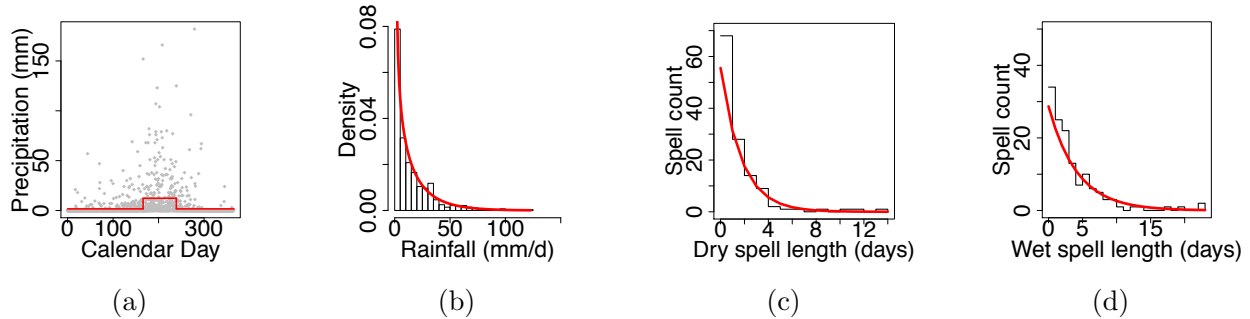 Precipitation (mm)
0 50 150
0 100 300
Calendar Day
(a)
Density
0.00 0.04 0.08
0 50 100
Rainfall (mm/d)
(b)
Spell count
0 20 40 60
0 4 8 12
Dry spell length (days)
(c)
Spell count
0 20 40
0 5 15
Wet spell length (days)
(d)